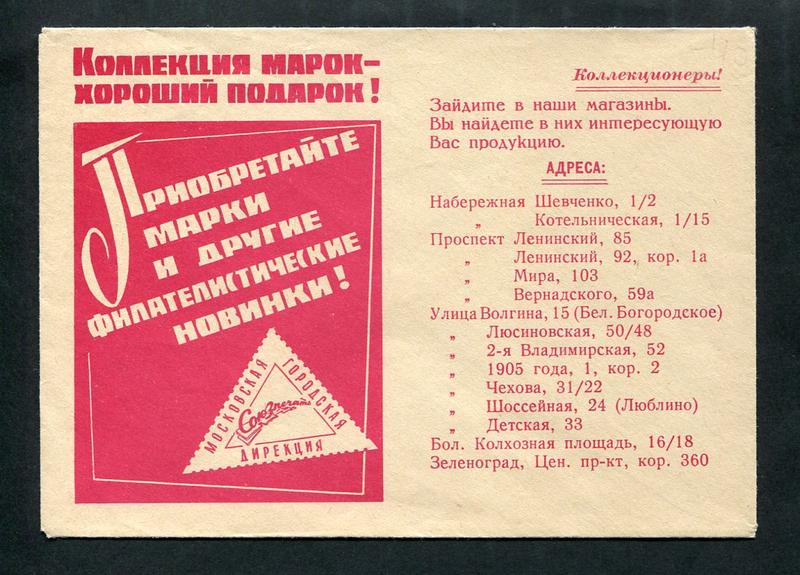 Коллекция марок–
хороший подарок!
Приобретайте
марки
и другие
филателистические
новинки!
МОСКОВСКАЯ ГОРОДСКАЯ
Союзпечать
ДИРЕКЦИЯ
Коллекционеры!
Зайдите в наши магазины.
Вы найдете в них интересующую
Вас продукцию.
АДРЕСА:
Набережная Шевченко, 1/2
„ Котельническая, 1/15
Проспект Ленинский, 85
„ Ленинский, 92, кор. 1а
„ Мира, 103
„ Вернадского, 59а
Улица Волгина, 15 (Бел. Богородское)
„ Люсиновская, 50/48
„ 2-я Владимирская, 52
„ 1905 года, 1, кор. 2
„ Чехова, 31/22
„ Шоссейная, 24 (Люблино)
„ Детская, 33
Бол. Колхозная площадь, 16/18
Зеленоград, Цен. пр-кт, кор. 360